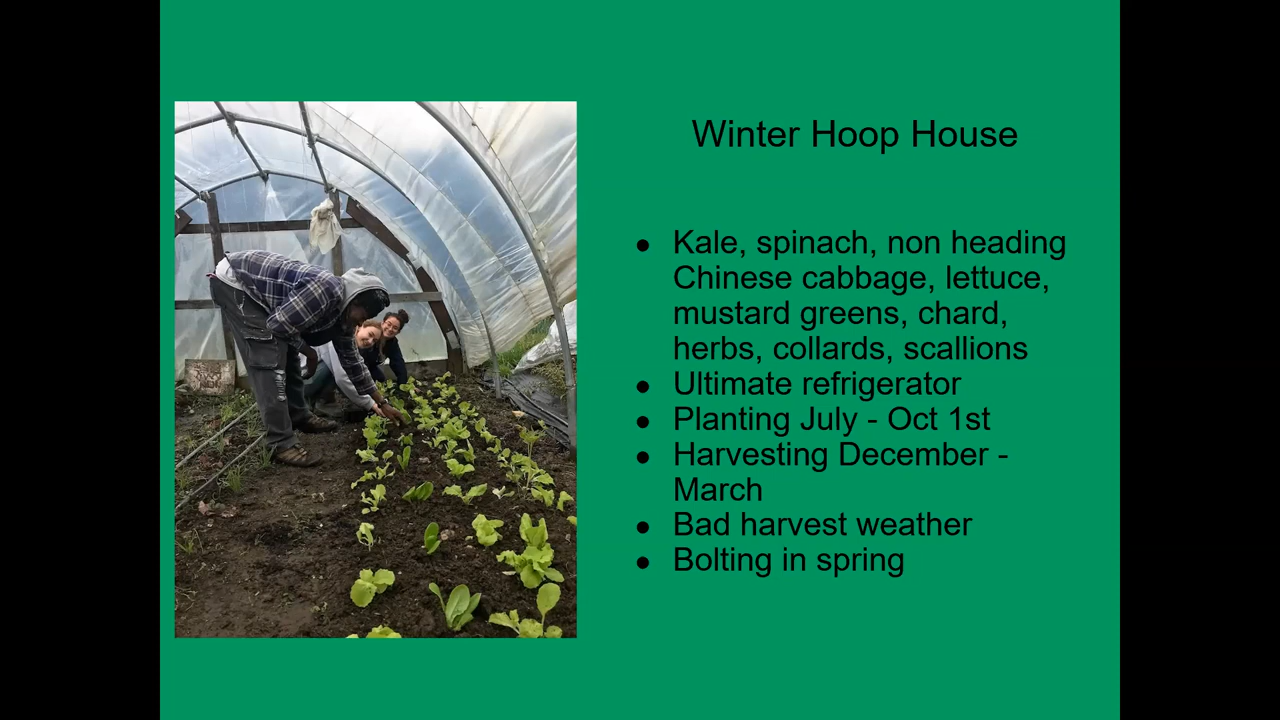 Winter Hoop House
● Kale, spinach, non heading
Chinese cabbage, lettuce,
mustard greens, chard,
herbs, collards, scallions
● Ultimate refrigerator
● Planting July - Oct 1st
● Harvesting December -
March
● Bad harvest weather
● Bolting in spring